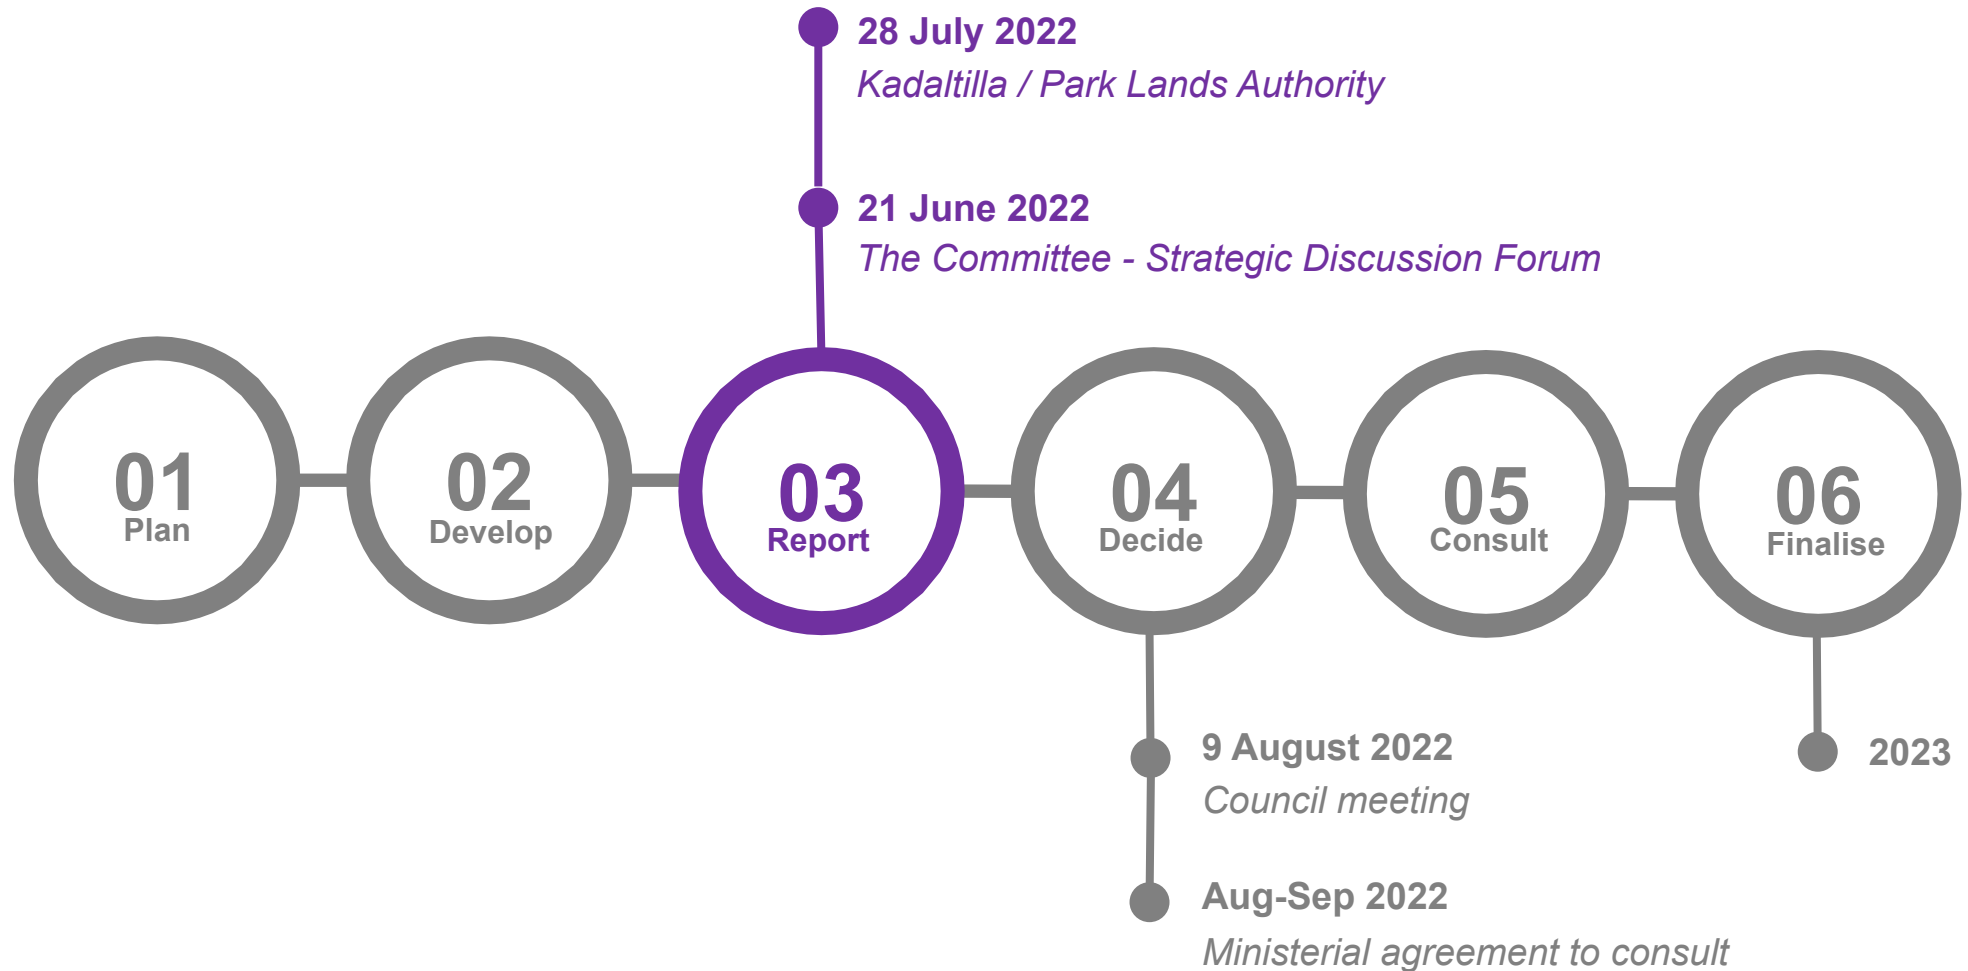 28 July 2022
Kadaltilla / Park Lands Authority
21 June 2022
The Committee - Strategic Discussion Forum
01
Plan
02
Develop
03
Report
04
Decide
05
Consult
06
Finalise
9 August 2022
Council meeting
Aug-Sep 2022
Ministerial agreement to consult
2023